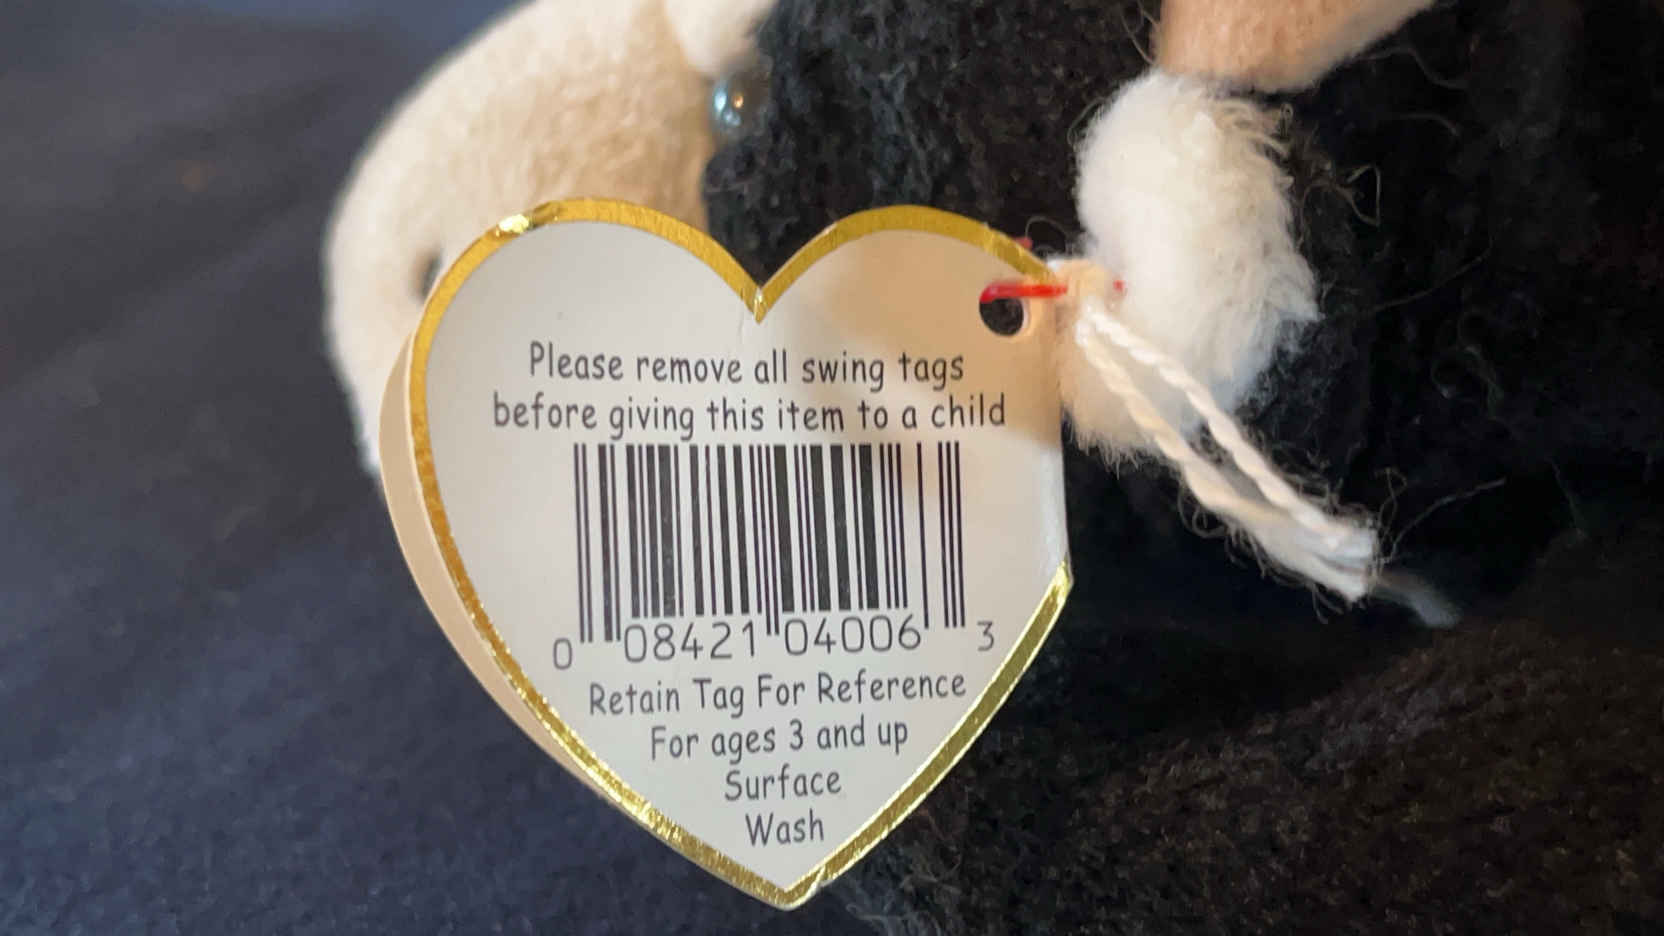 Please remove all swing tags
before giving this item to a child
0 08421 04006 3
Retain Tag For Reference
For ages 3 and up
Surface
Wash